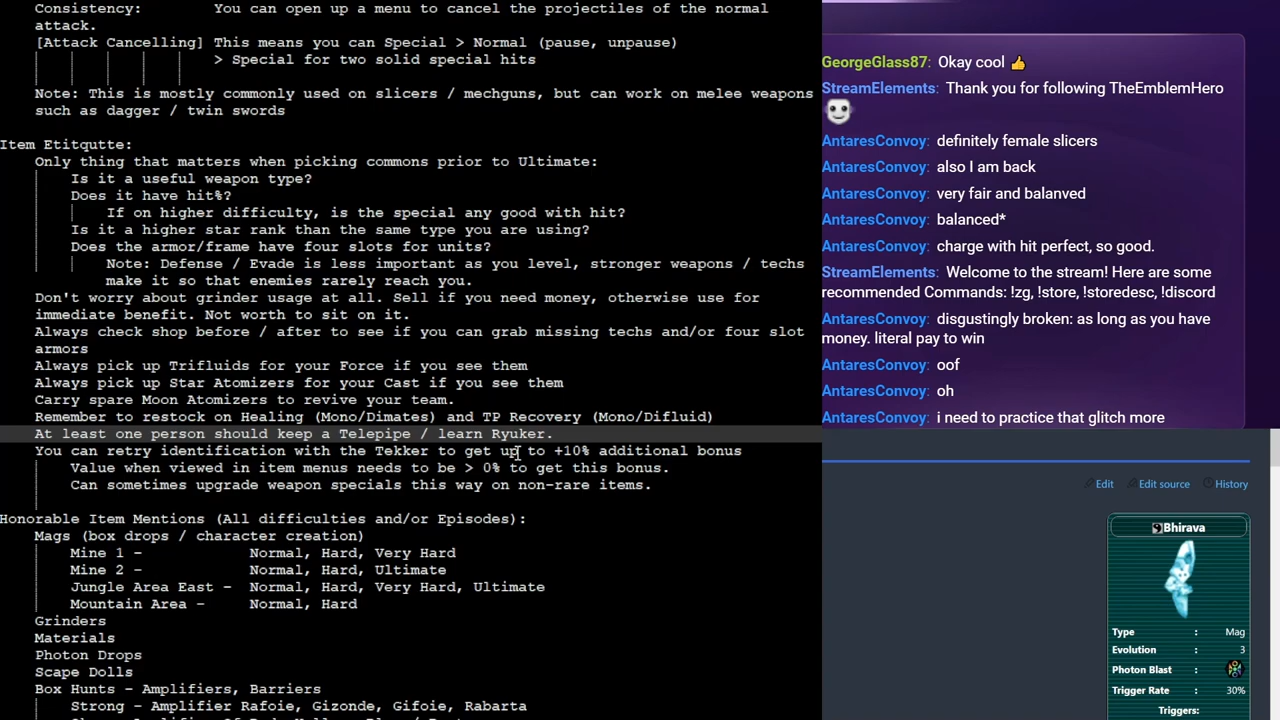 Consistency: You can open up a menu to cancel the projectiles of the normal
attack.
[Attack Cancelling] This means you can Special > Normal (pause, unpause)
> Special for two solid special hits
Note: This is mostly commonly used on slicers / mechguns, but can work on melee weapons
such as dagger / twin swords
Item Etitqutte:
Only thing that matters when picking commons prior to Ultimate:
Is it a useful weapon type?
Does it have hit%?
If on higher difficulty, is the special any good with hit?
Is it a higher star rank than the same type you are using?
Does the armor/frame have four slots for units?
Note: Defense / Evade is less important as you level, stronger weapons / techs
make it so that enemies rarely reach you.
Don't worry about grinder usage at all. Sell if you need money, otherwise use for
immediate benefit. Not worth to sit on it.
Always check shop before / after to see if you can grab missing techs and/or four slot
armors
Always pick up Trifluids for your Force if you see them
Always pick up Star Atomizers for your Cast if you see them
Carry spare Moon Atomizers to revive your team.
Remember to restock on Healing (Mono/Dimates) and TP Recovery (Mono/Difluid)
At least one person should keep a Telepipe / learn Ryuker.
You can retry identification with the Tekker to get up to +10% additional bonus
Value when viewed in item menus needs to be > 0% to get this bonus.
Can sometimes upgrade weapon specials this way on non-rare items.
Honorable Item Mentions (All difficulties and/or Episodes):
Mags (box drops / character creation)
Mine 1 - Normal, Hard, Very Hard
Mine 2 - Normal, Hard, Ultimate
Jungle Area East - Normal, Hard, Very Hard, Ultimate
Mountain Area - Normal, Hard
Grinders
Materials
Photon Drops
Scape Dolls
Box Hunts - Amplifiers, Barriers
Strong - Amplifier Rafoie, Gizonde, Gifoie, Rabarta
GeorgeGlass87: Okay cool 👍
StreamElements: Thank you for following TheEmblemHero
AntaresConvoy: definitely female slicers
AntaresConvoy: also I am back
AntaresConvoy: very fair and balanved
AntaresConvoy: balanced*
AntaresConvoy: charge with hit perfect, so good.
StreamElements: Welcome to the stream! Here are some
recommended Commands: !zg, !store, !storedesc, !discord
AntaresConvoy: disgustingly broken: as long as you have
money. literal pay to win
AntaresConvoy: oof
AntaresConvoy: oh
AntaresConvoy: i need to practice that glitch more
Edit Edit source History
Bhirava
Type : Mag
Evolution : 3
Photon Blast :
Trigger Rate : 30%
Triggers: